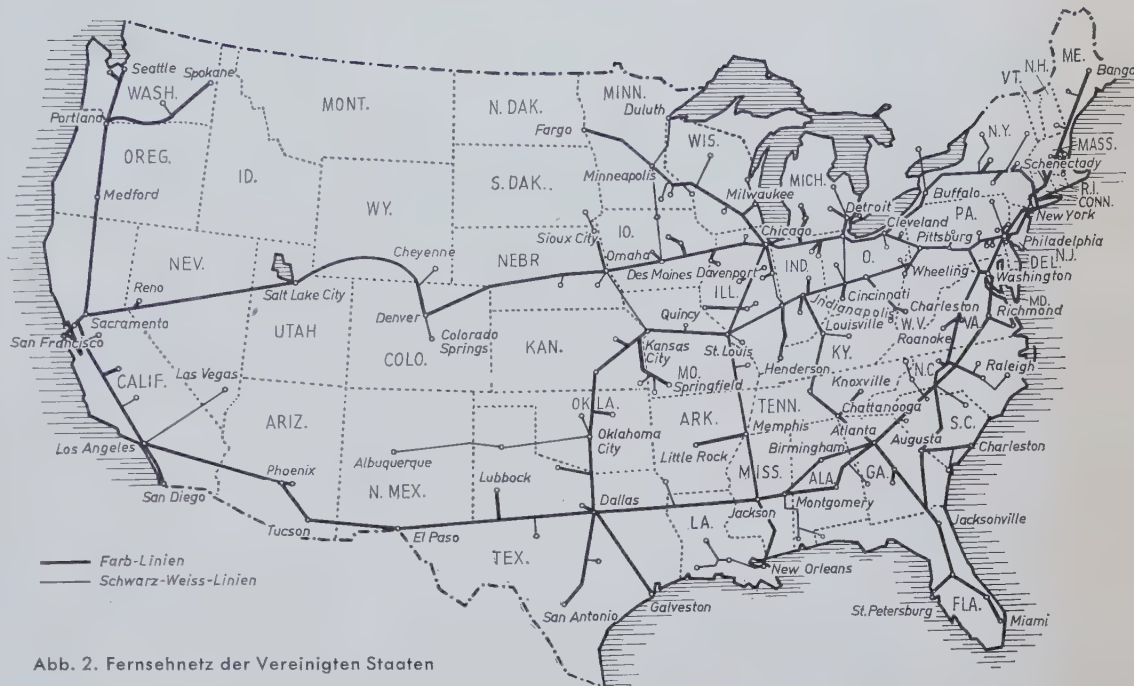 Seattle
Spokane
WASH.
Portland
OREG.
Medford
MONT.
ID.
WY.
N. DAK.
Fargo
S. DAK..
MINN.
Duluth
Minneapolis
WIS.
Milwaukee
MICH.
Detroit
Chicago
Cleveland
Buffalo
N.Y.
VT.
N.H.
ME.
Bango
MASS.
Schenectady
R.I.
CONN.
New York
PA.
Pittsburg
Philadelphia
N.J.
DEL.
Washington
MD.
Richmond
Wheeling
O.
IND.
Cincinnati
Indianapolis
Charleston
Louisville
W.V.
VA.
Roanoke
NEV.
Reno
Sacramento
San Francisco
CALIF.
Las Vegas
Los Angeles
San Diego
Salt Lake City
UTAH
Cheyenne
Denver
Colorado
Springs
COLO.
NEBR
Sioux City
IO.
Omaha
Des Moines
Davenport
ILL.
Quincy
KAN.
Kansas
City
MO.
St. Louis
Springfield
Henderson
KY.
Knoxville
Chattanooga
TENN.
Memphis
N.C.
Raleigh
S.C.
Charleston
Augusta
Atlanta
Birmingham
GA.
ALA.
Montgomery
MISS.
Jackson
ARK.
Little Rock
OKLA.
Oklahoma
City
ARIZ.
Phoenix
Tucson
N. MEX.
Albuquerque
El Paso
Lubbock
Dallas
TEX.
San Antonio
Galveston
LA.
New Orleans
Jacksonville
FLA.
St. Petersburg
Miami
Farb-Linien
Schwarz-Weiss-Linien
Abb. 2. Fernsehnetz der Vereinigten Staaten